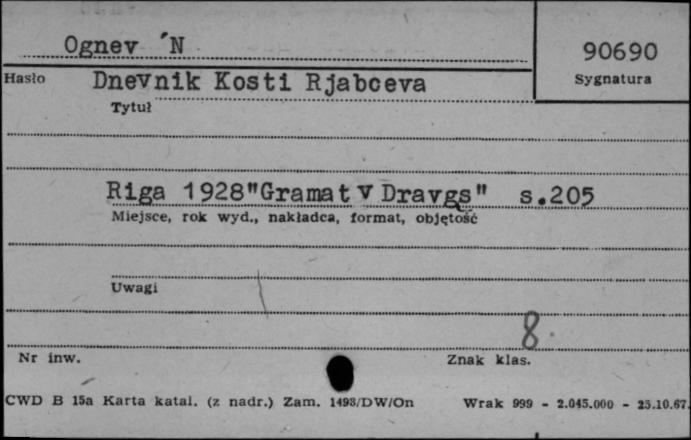 Ognev ´N
90690
Hasło
Dnevnik Kosti Rjabceva
Sygnatura
Tytuł
Riga 1928"Gramat v Dravgs" s.205
Miejsce, rok wyd., nakładca, format, objętość
Uwagi
8
Nr inw.
Znak klas.
CWD B 15a Karta katal. (z nadr.) Zam. 1493/DW/On
Wrak 999 - 2.045.000 - 25.10.67.